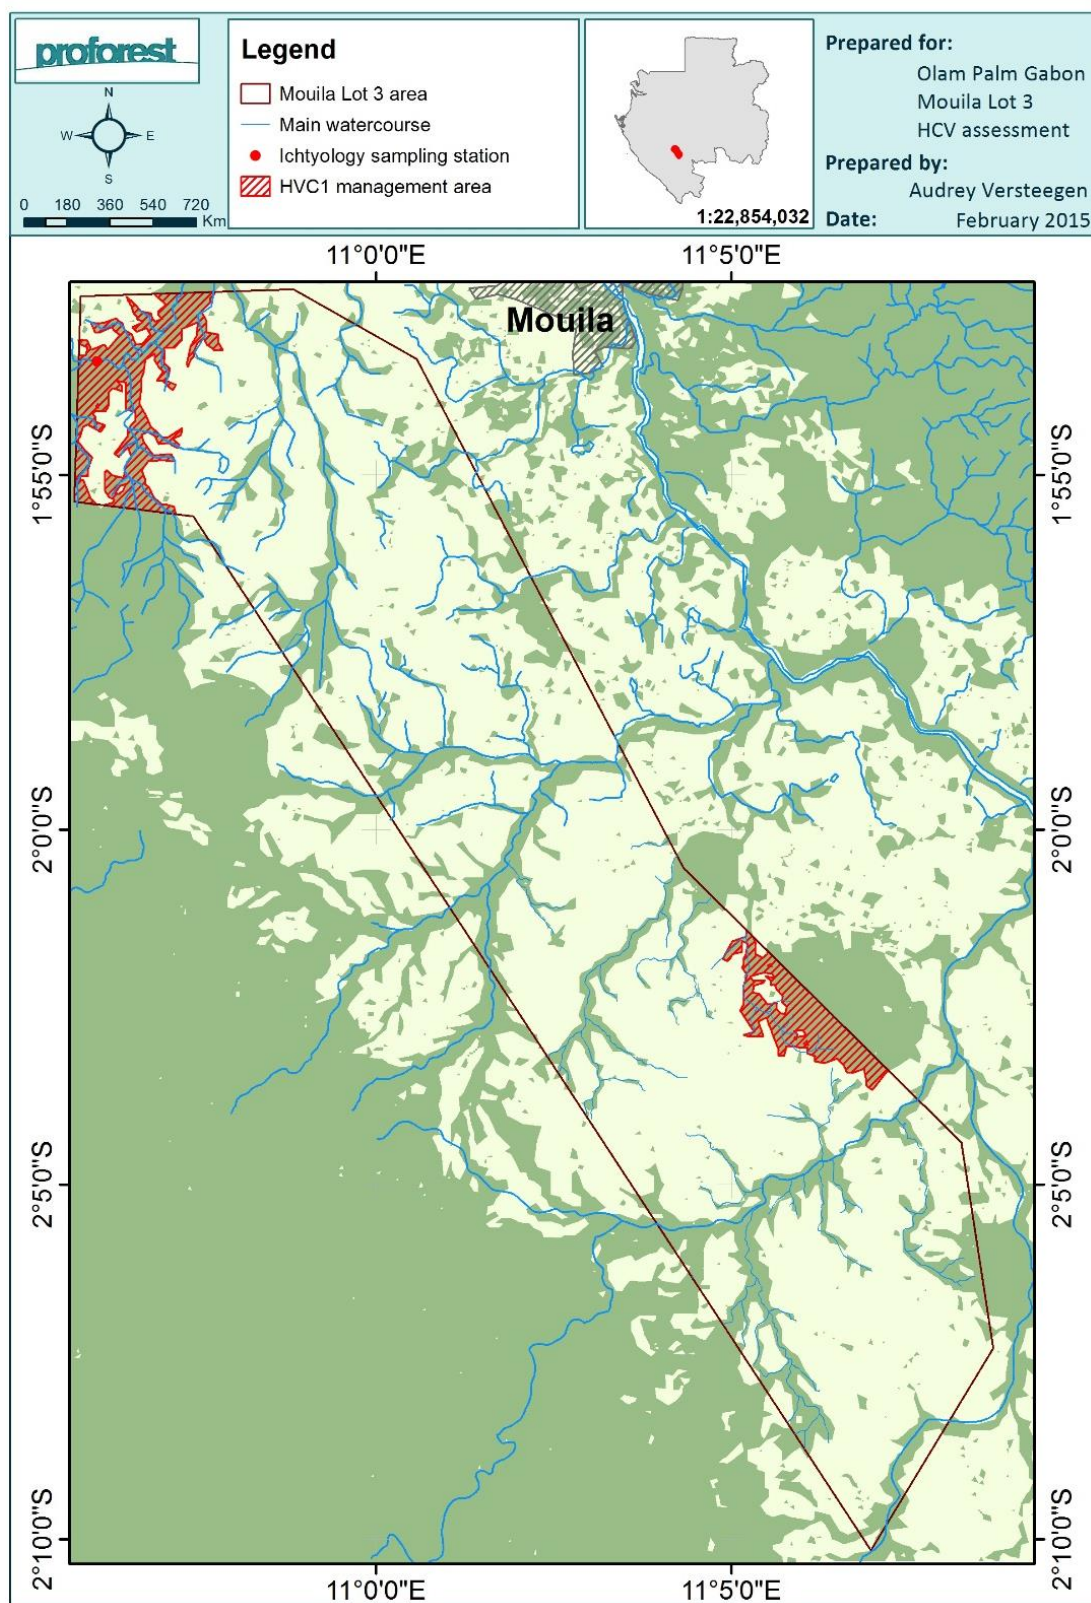 proforest
N
W E
S
0 180 360 540 720
Km
Legend
Mouila Lot 3 area
Main watercourse
Ichtyology sampling station
HVC1 management area
1:22,854,032
Prepared for:
Olam Palm Gabon
Mouila Lot 3
HCV assessment
Prepared by:
Audrey Versteegen
Date: February 2015
11°0'0"E 11°5'0"E
Mouila
1°55'0"S 1°55'0"S
2°0'0"S 2°0'0"S
2°5'0"S 2°5'0"S
2°10'0"S 2°10'0"S
11°0'0"E 11°5'0"E